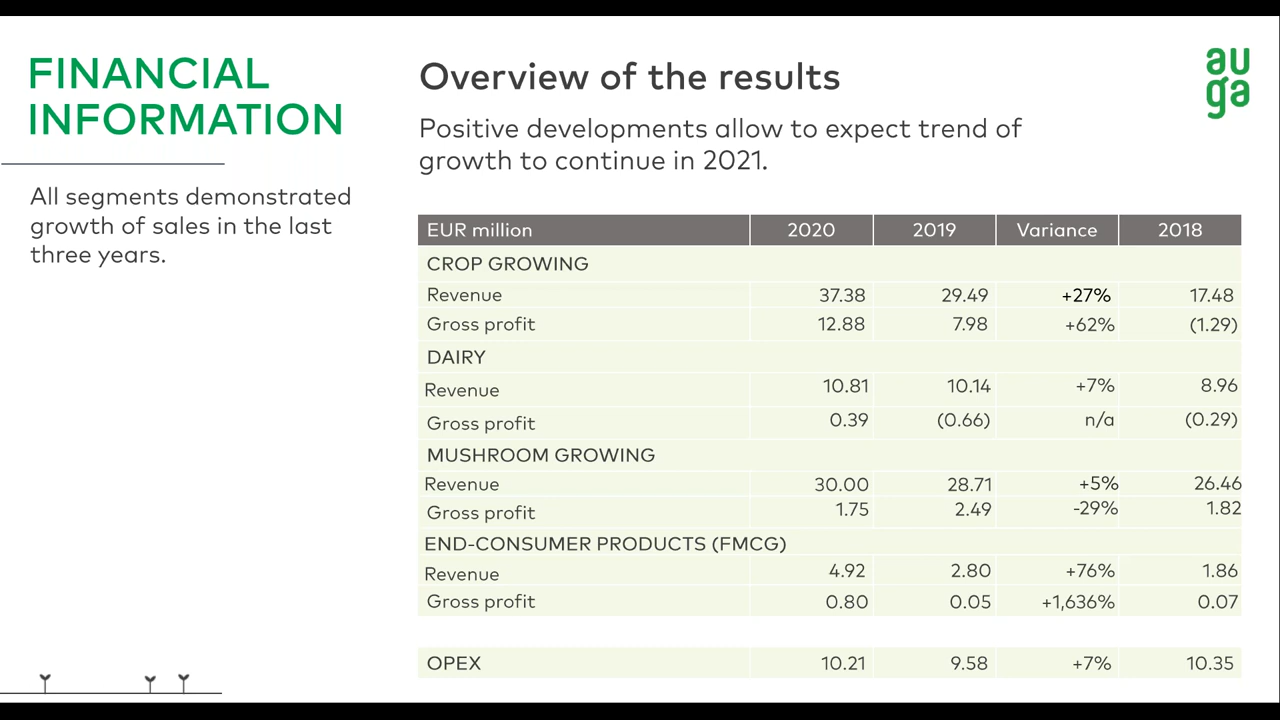 FINANCIAL
INFORMATION
All segments demonstrated
growth of sales in the last
three years.
Overview of the results
Positive developments allow to expect trend of
growth to continue in 2021.
au
ga
EUR million 2020 2019 Variance 2018
CROP GROWING
Revenue 37.38 29.49 +27% 17.48
Gross profit 12.88 7.98 +62% (1.29)
DAIRY
Revenue 10.81 10.14 +7% 8.96
Gross profit 0.39 (0.66) n/a (0.29)
MUSHROOM GROWING
Revenue 30.00 28.71 +5% 26.46
Gross profit 1.75 2.49 -29% 1.82
END-CONSUMER PRODUCTS (FMCG)
Revenue 4.92 2.80 +76% 1.86
Gross profit 0.80 0.05 +1,636% 0.07
OPEX 10.21 9.58 +7% 10.35